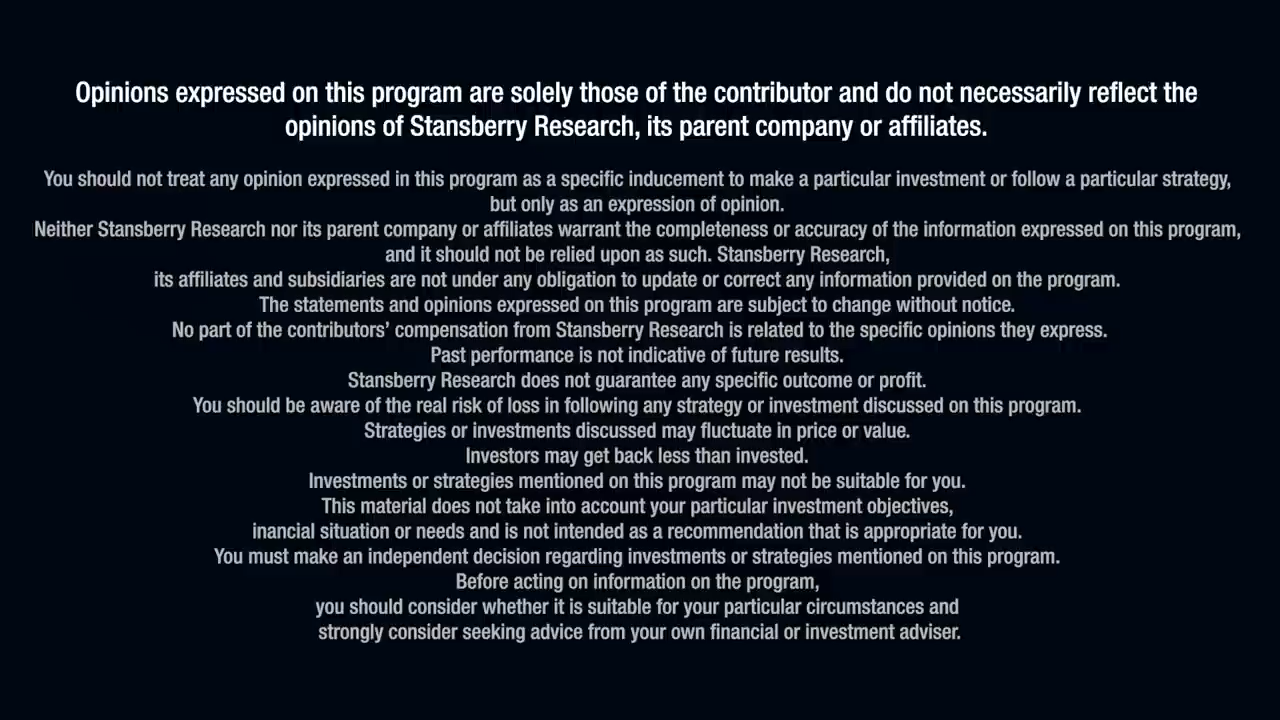 Opinions expressed on this program are solely those of the contributor and do not necessarily reflect the
opinions of Stansberry Research, its parent company or affiliates.
You should not treat any opinion expressed in this program as a specific inducement to make a particular investment or follow a particular strategy,
but only as an expression of opinion.
Neither Stansberry Research nor its parent company or affiliates warrant the completeness or accuracy of the information expressed on this program,
and it should not be relied upon as such. Stansberry Research,
its affiliates and subsidiaries are not under any obligation to update or correct any information provided on the program.
The statements and opinions expressed on this program are subject to change without notice.
No part of the contributors’ compensation from Stansberry Research is related to the specific opinions they express.
Past performance is not indicative of future results.
Stansberry Research does not guarantee any specific outcome or profit.
You should be aware of the real risk of loss in following any strategy or investment discussed on this program.
Strategies or investments discussed may fluctuate in price or value.
Investors may get back less than invested.
Investments or strategies mentioned on this program may not be suitable for you.
This material does not take into account your particular investment objectives,
inancial situation or needs and is not intended as a recommendation that is appropriate for you.
You must make an independent decision regarding investments or strategies mentioned on this program.
Before acting on information on the program,
you should consider whether it is suitable for your particular circumstances and
strongly consider seeking advice from your own financial or investment adviser.